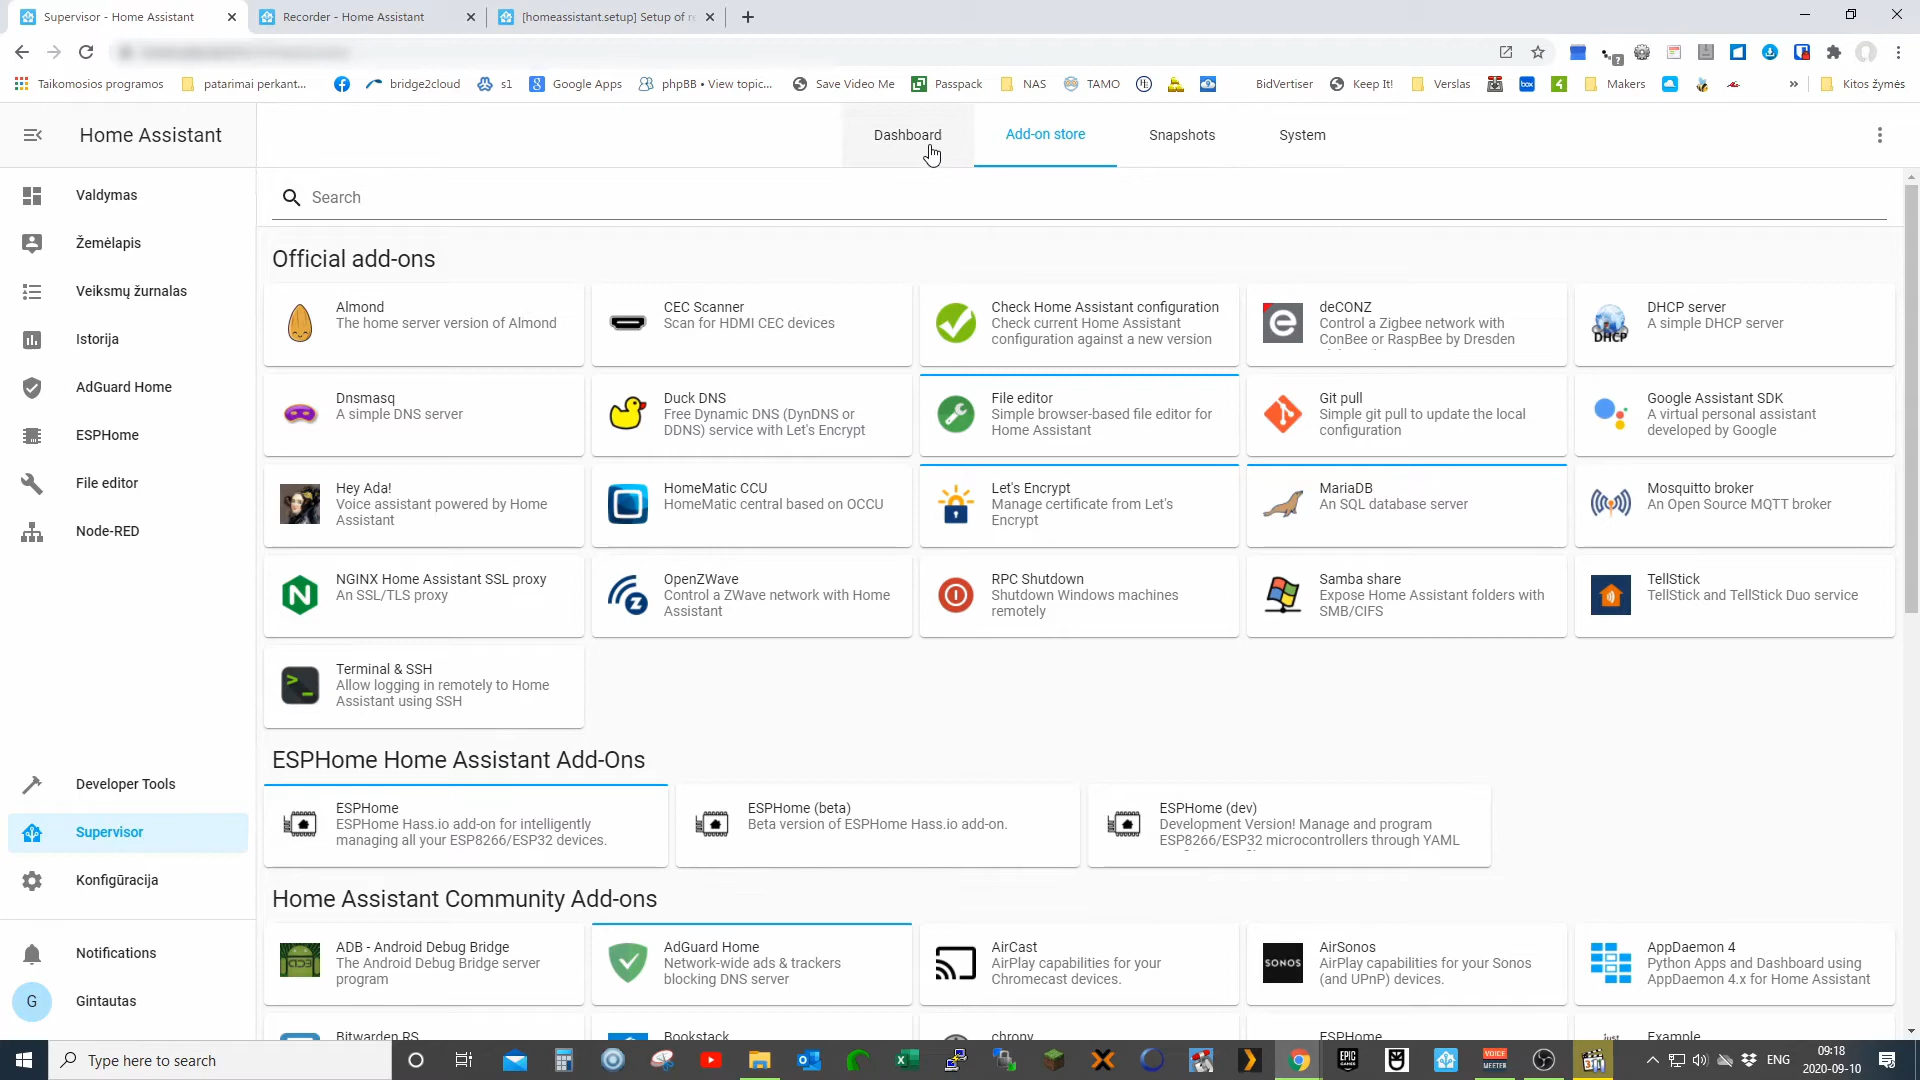 Supervisor - Home Assistant
Recorder - Home Assistant
[homeassistant.setup] Setup of re
Taikomosios programos
patarimai perkant...
bridge2cloud
s1
Google Apps
phpBB • View topic...
Save Video Me
Passpack
NAS
TAMO
BidVertiser
Keep It!
Verslas
Makers
»
Kitos žymės
Home Assistant
Dashboard
Add-on store
Snapshots
System
Valdymas
Žemėlapis
Veiksmų žurnalas
Istorija
AdGuard Home
ESPHome
File editor
Node-RED
Developer Tools
Supervisor
Konfigūracija
Notifications
G
Gintautas
Search
Official add-ons
Almond
The home server version of Almond
CEC Scanner
Scan for HDMI CEC devices
Check Home Assistant configuration
Check current Home Assistant
configuration against a new version
deCONZ
Control a Zigbee network with
ConBee or RaspBee by Dresden
DHCP
DHCP server
A simple DHCP server
Dnsmasq
A simple DNS server
Duck DNS
Free Dynamic DNS (DynDNS or
DDNS) service with Let's Encrypt
File editor
Simple browser-based file editor for
Home Assistant
Git pull
Simple git pull to update the local
configuration
Google Assistant SDK
A virtual personal assistant
developed by Google
Hey Ada!
Voice assistant powered by Home
Assistant
HomeMatic CCU
HomeMatic central based on OCCU
Let's Encrypt
Manage certificate from Let's
Encrypt
MariaDB
An SQL database server
Mosquitto broker
An Open Source MQTT broker
NGINX Home Assistant SSL proxy
An SSL/TLS proxy
OpenZWave
Control a ZWave network with Home
Assistant
RPC Shutdown
Shutdown Windows machines
remotely
Samba share
Expose Home Assistant folders with
SMB/CIFS
TellStick
TellStick and TellStick Duo service
Terminal & SSH
Allow logging in remotely to Home
Assistant using SSH
ESPHome Home Assistant Add-Ons
ESPHome
ESPHome Hass.io add-on for intelligently
managing all your ESP8266/ESP32 devices.
ESPHome (beta)
Beta version of ESPHome Hass.io add-on.
ESPHome (dev)
Development Version! Manage and program
ESP8266/ESP32 microcontrollers through YAML
Home Assistant Community Add-ons
ADB - Android Debug Bridge
The Android Debug Bridge server
program
AdGuard Home
Network-wide ads & trackers
blocking DNS server
AirCast
AirPlay capabilities for your
Chromecast devices.
SONOS
AirSonos
AirPlay capabilities for your Sonos
(and UPnP) devices.
AppDaemon 4
Python Apps and Dashboard using
AppDaemon 4.x for Home Assistant
Bitwarden RS
Bookstack
chrony
ESPHome
just
Example
Type here to search
ENG
09:18
2020-09-10